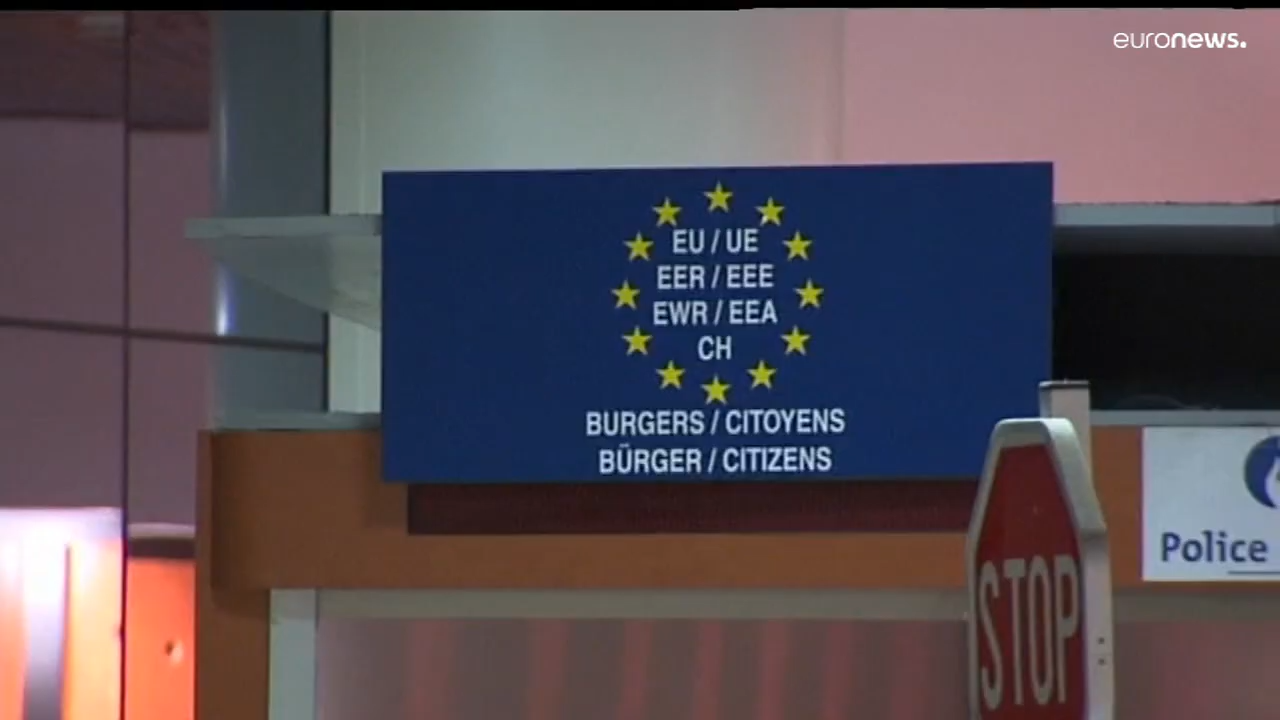 euronews.
EU / UE
EER / EEE
EWR / EEA
CH
BURGERS / CITOYENS
BÜRGER / CITIZENS
Police
STOP